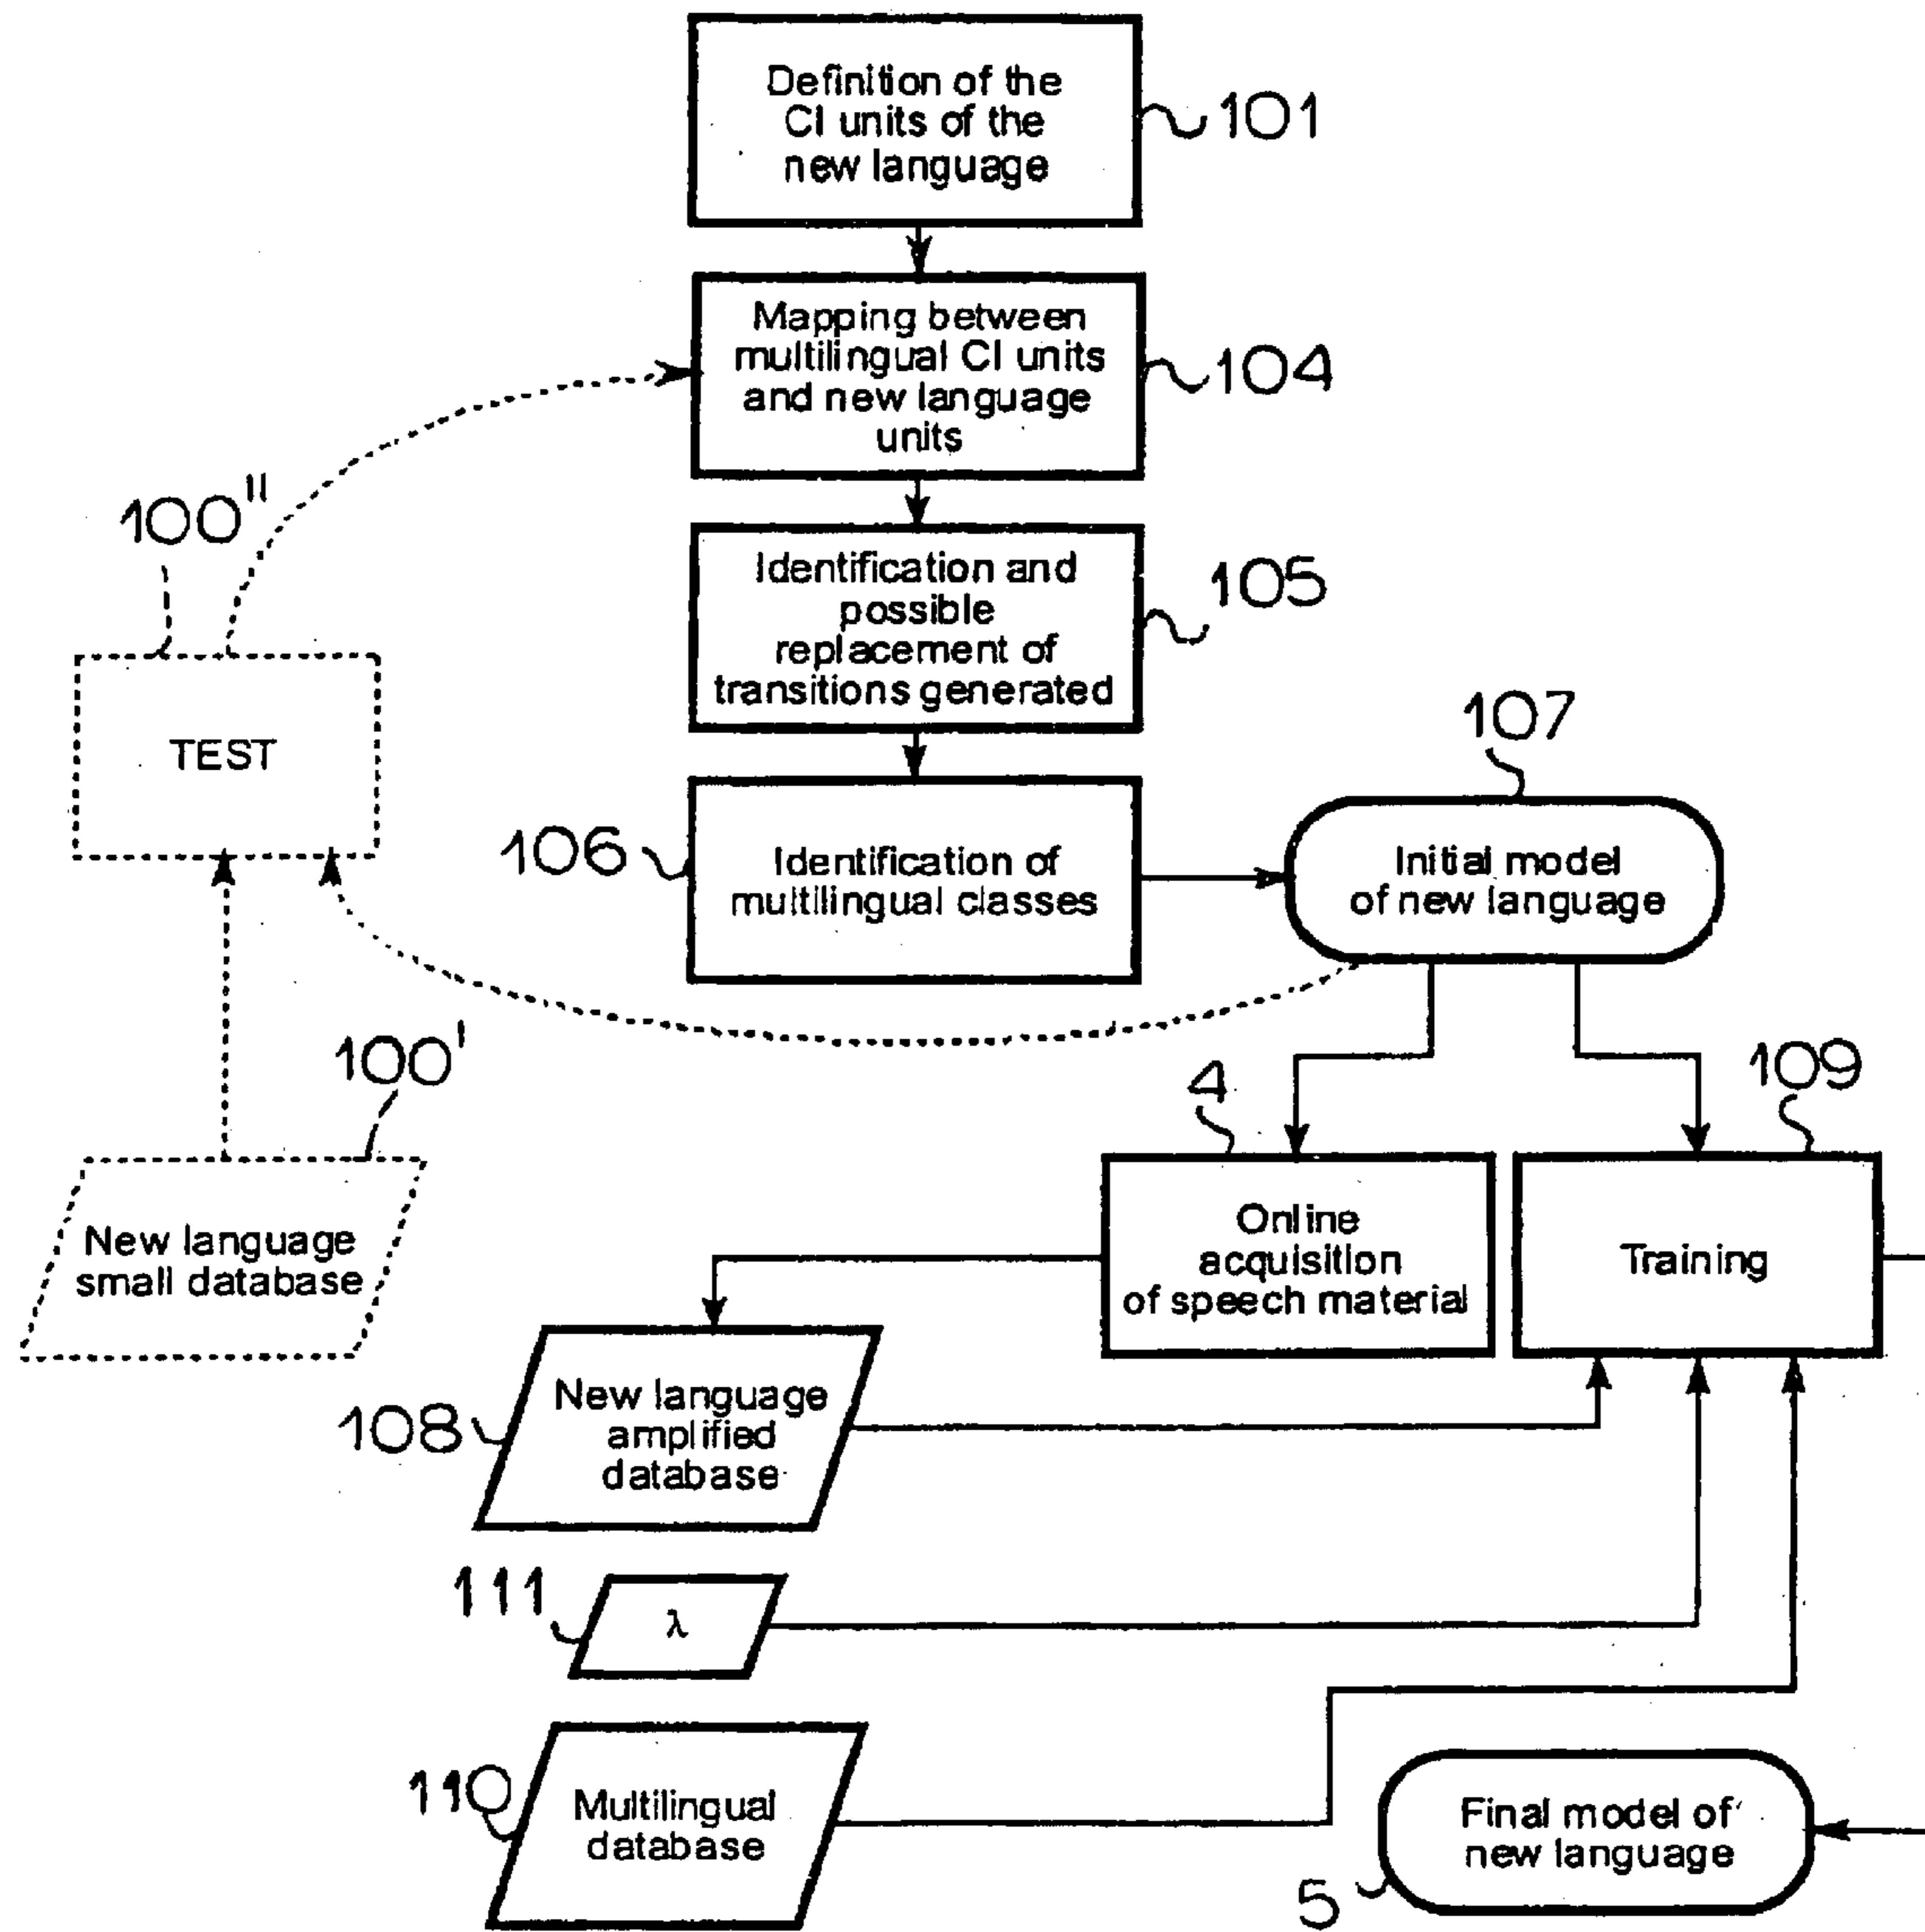 Definition of the
CI units of the
new language
101
Mapping between
multilingual CI units
and new language
units
104
100"
Identification and
possible
replacement of
transitions generated
105
TEST
107
106
Identification of
multilingual classes
Initial model
of new language
100'
4
109
New language
small database
Online
acquisition
of speech material
Training
108
New language
amplified
database
111
λ
110
Multilingual
database
Final model of
new language
5